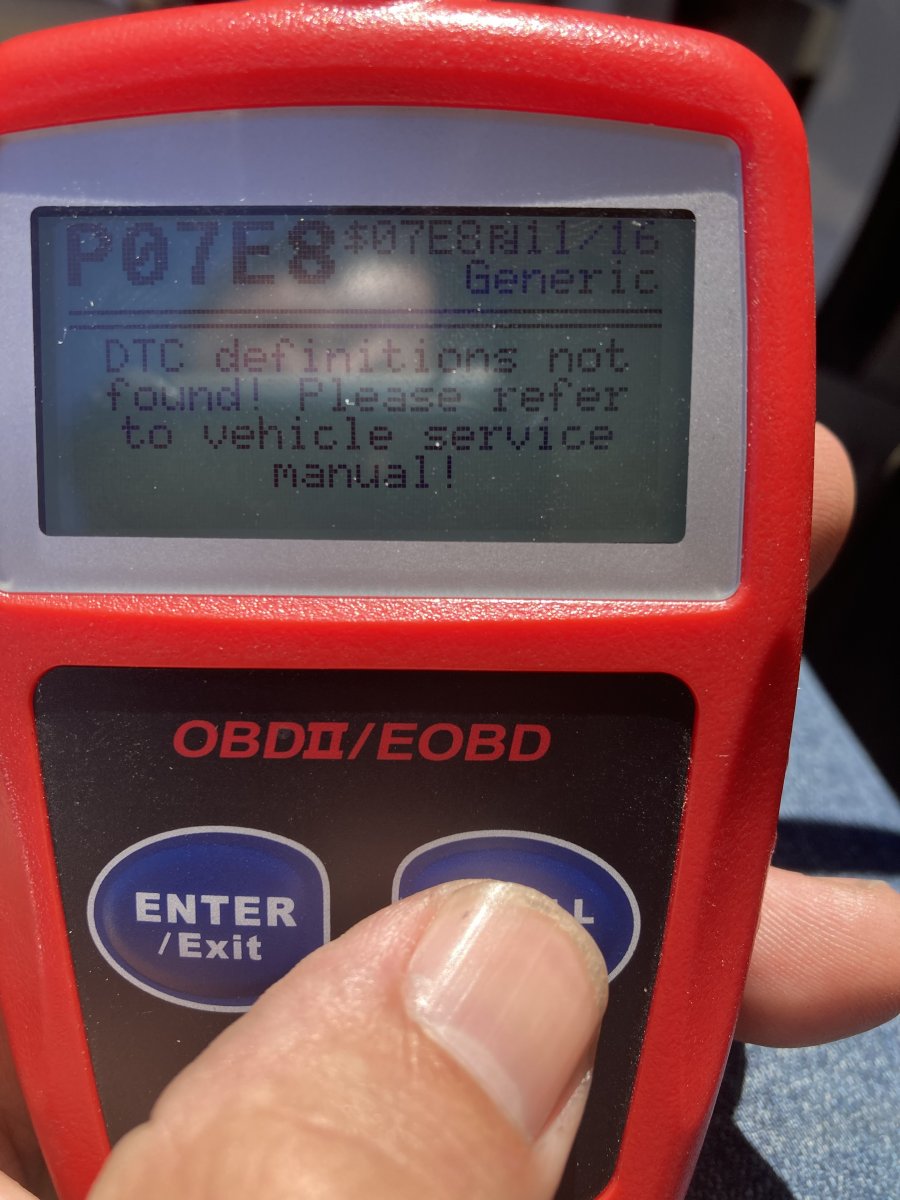 P07E8 $07E8 11/16
Generic
DTC definitions not
found! Please refer
to vehicle service
manual!
OBDII/EOBD
ENTER
/Exit